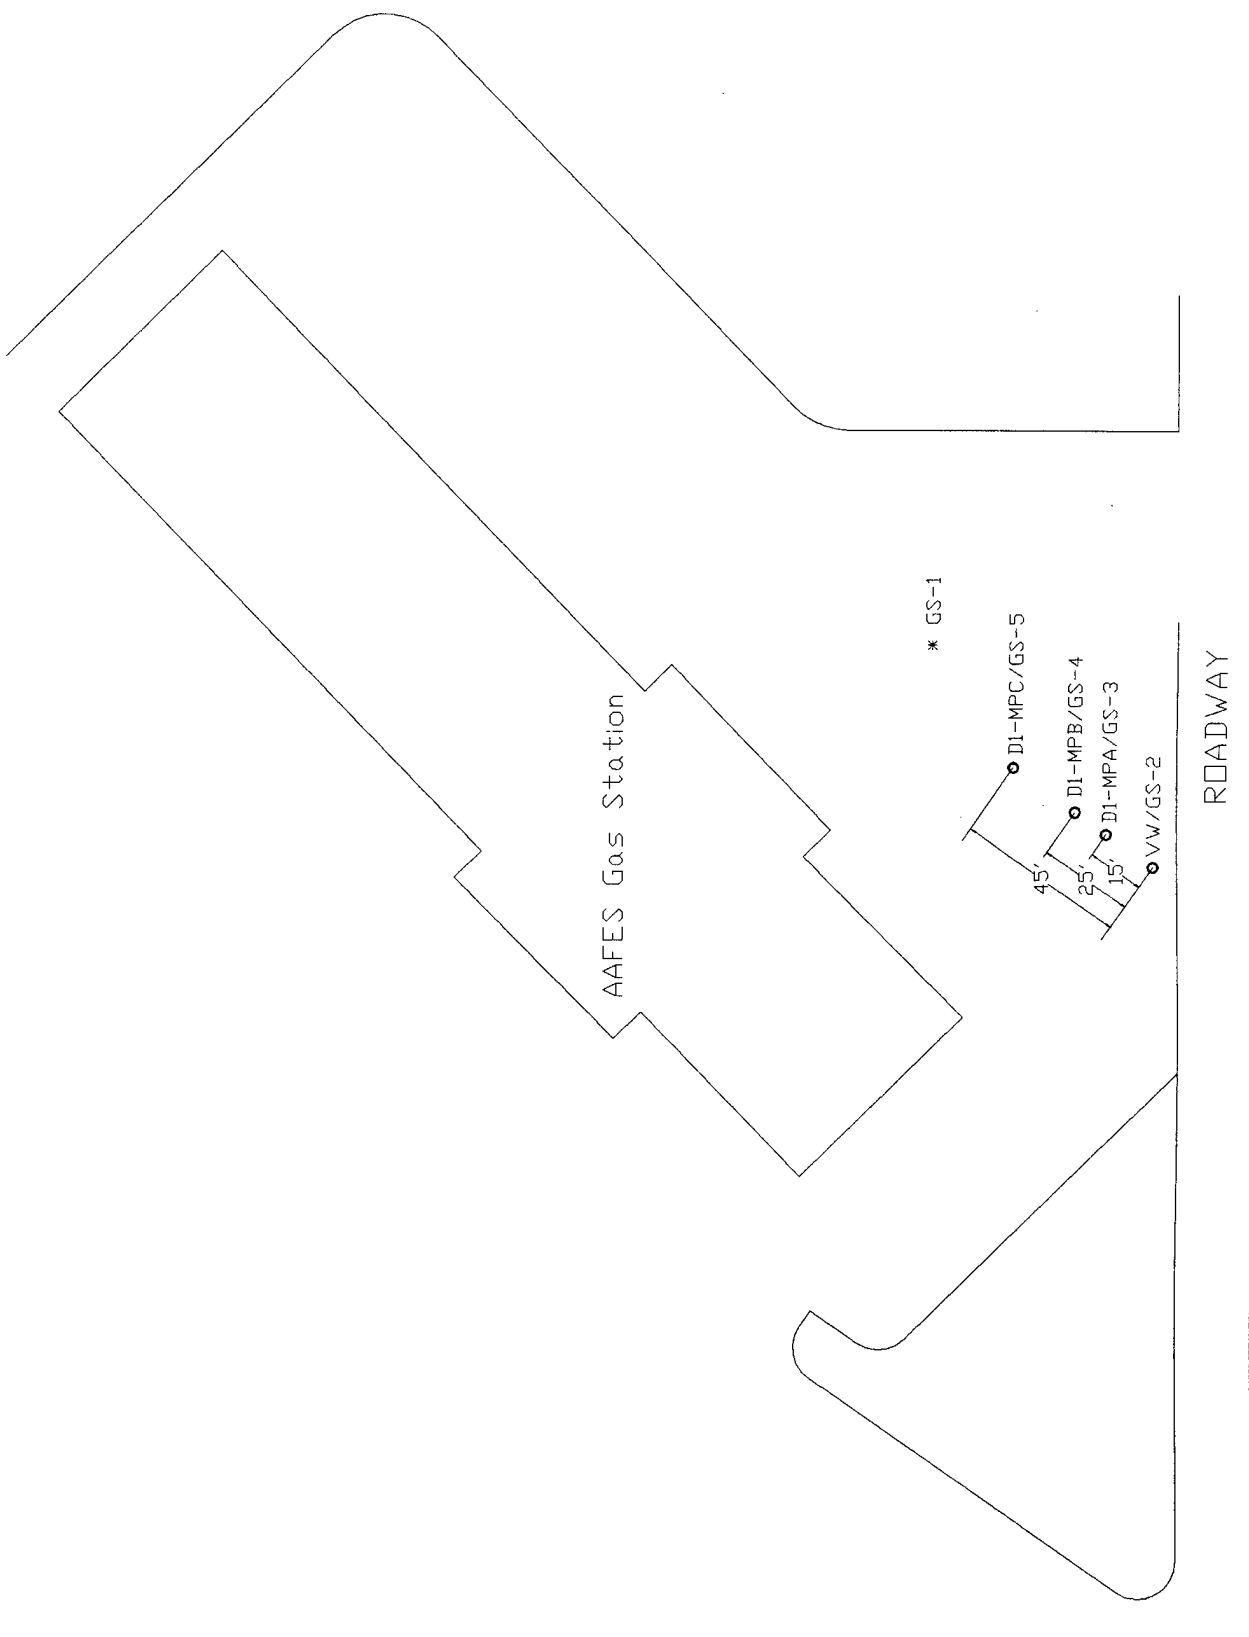 AAFES Gas Station
* GS-1
D1-MPC/GS-5
D1-MPB/GS-4
D1-MPA/GS-3
VW/GS-2
45'
25'
15'
ROADWAY